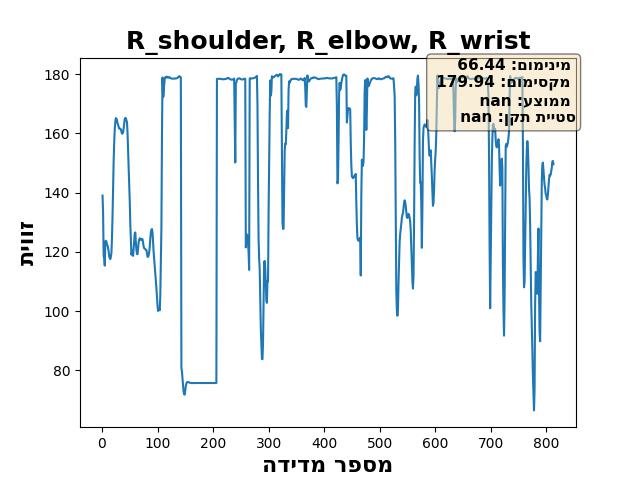 R_shoulder, R_elbow, R_wrist
מינימום: 66.44
מקסימום: 179.94
ממוצע: nan
סטיית תקן: nan
180
160
140
120
100
80
זווית
0 100 200 300 400 500 600 700 800
מספר מדידה